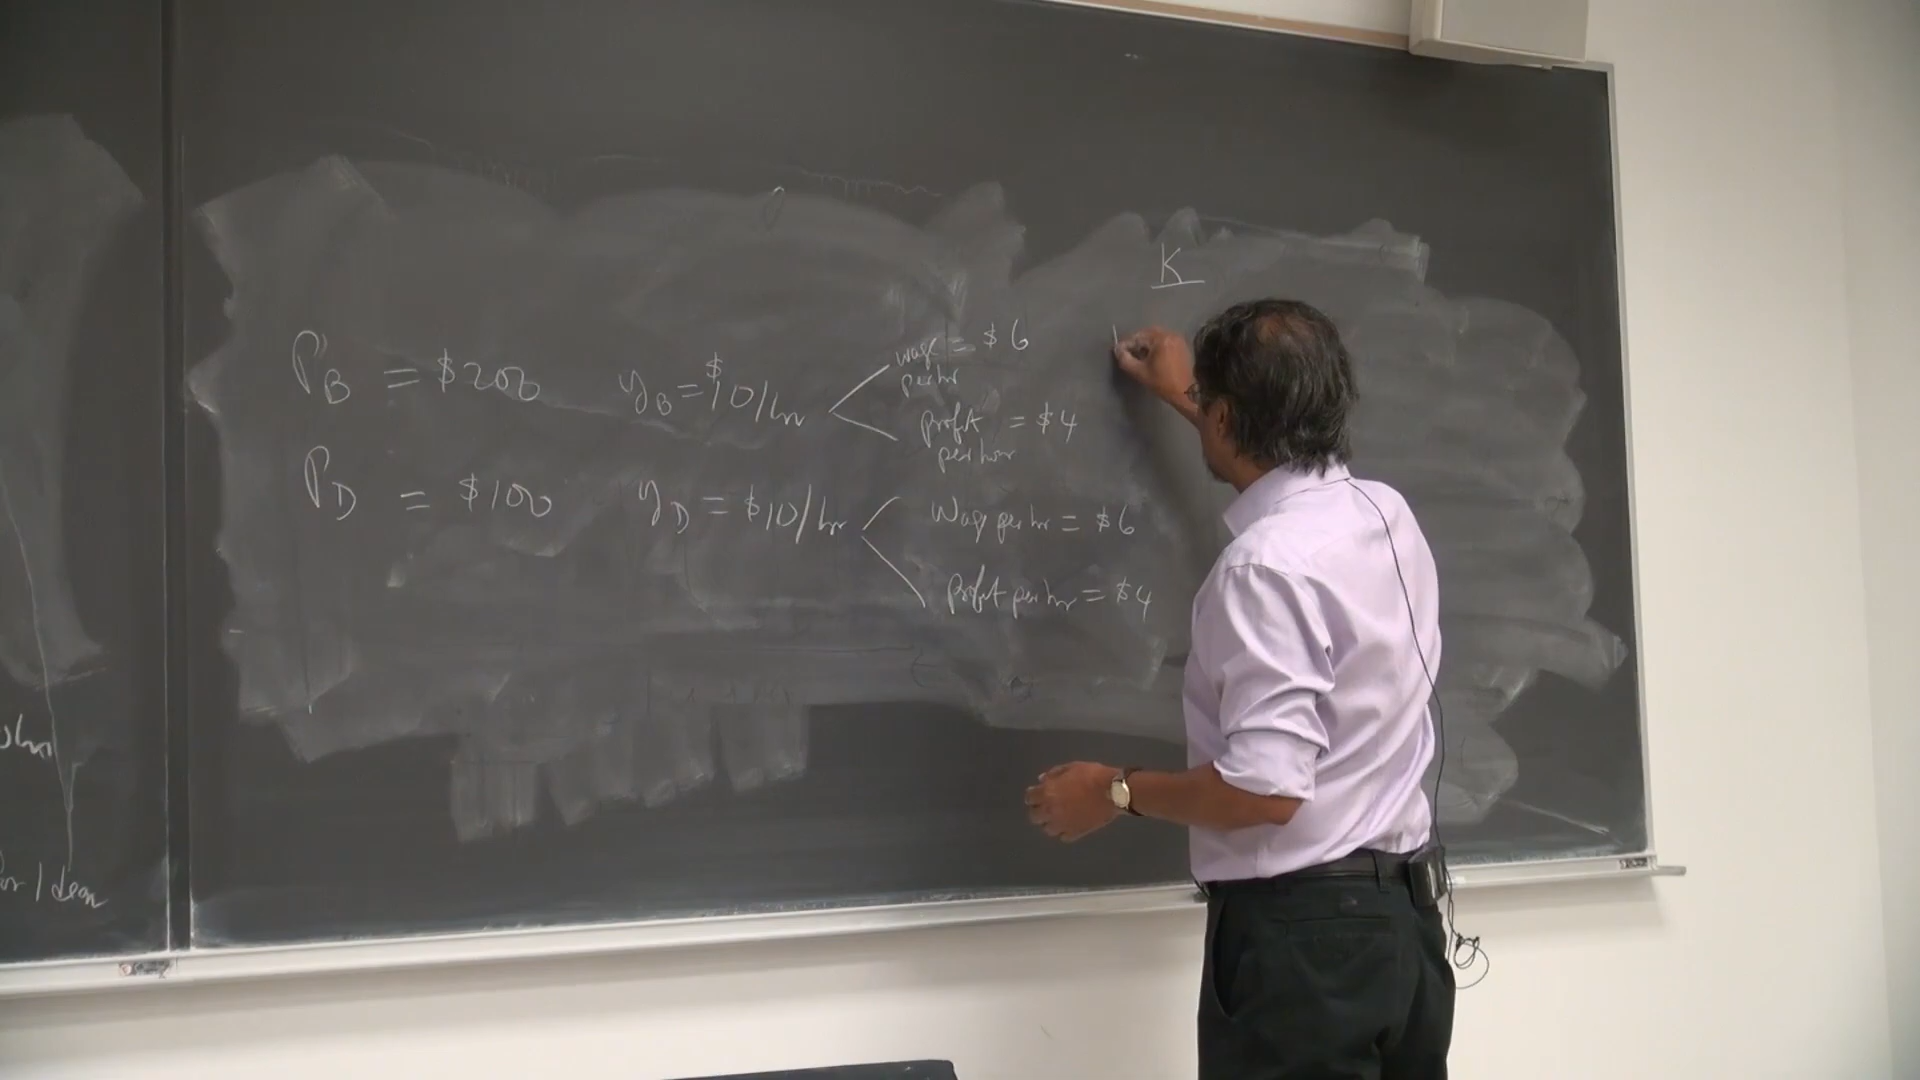 K
P_B = $200 y_B = $10/hr
wage per hr = $6
profit per hour = $4
P_D = $100 y_D = $10/hr
Wage per hr = $6
Profit per hr = $4